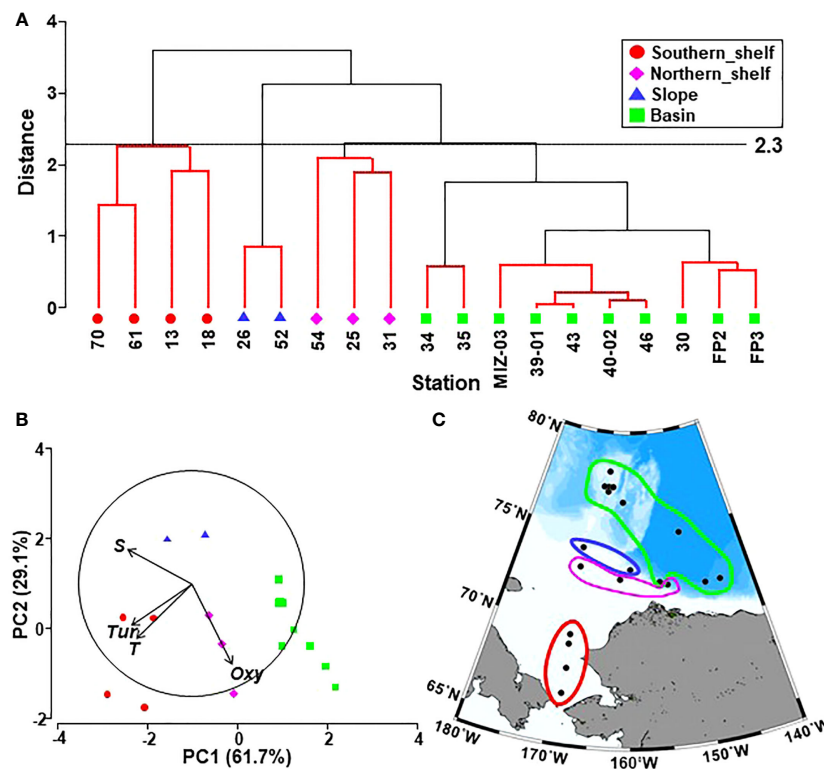 A
4
3
2
1
0
Distance
Southern_shelf
Northern_shelf
Slope
Basin
2.3
70
61
13
18
26
52
54
25
31
34
35
MIZ-03
39-01
43
40-02
46
30
FP2
FP3
Station
B
4
2
0
-2
PC2 (29.1%)
S
Tur
T
Oxy
-4
-2
0
2
4
PC1 (61.7%)
C
80°N
75°N
70°N
65°N
180°W
170°W
160°W
150°W
140°W